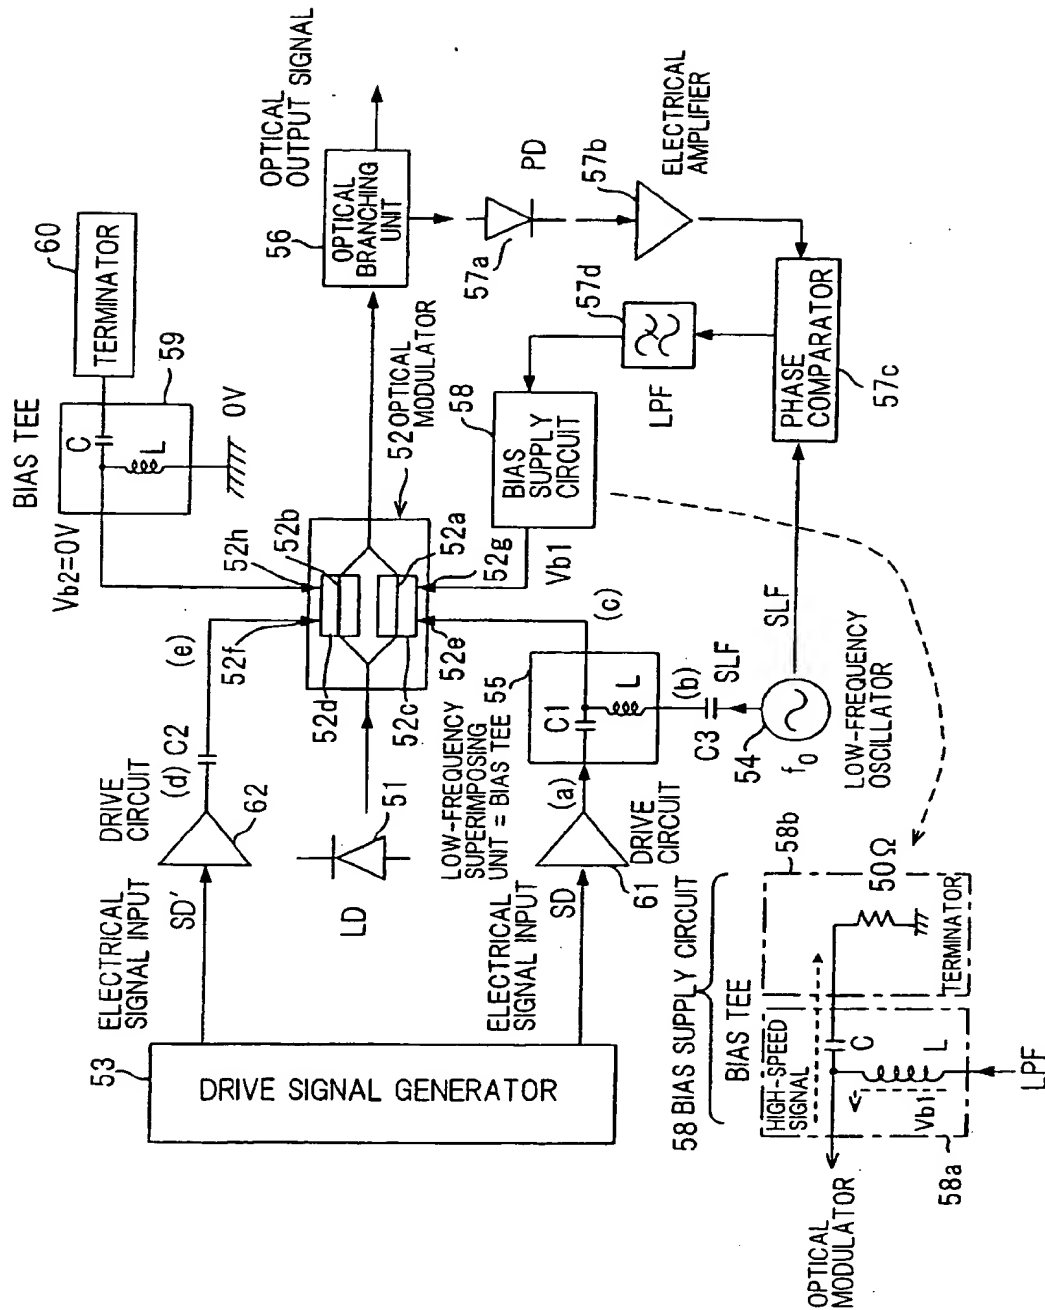 53
DRIVE SIGNAL GENERATOR
ELECTRICAL
SIGNAL INPUT
SD'
DRIVE
CIRCUIT
62
(d) C2
(e)
LD
51
ELECTRICAL
SIGNAL INPUT
SD
61
DRIVE CIRCUIT
(a)
LOW-FREQUENCY
SUPERIMPOSING
UNIT = BIAS TEE 55
C1
L
(b)
C3
SLF
54
f0
LOW-FREQUENCY
OSCILLATOR
SLF
(c)
52f
52h
52b
52d
52c
52a
52e
52g
52 OPTICAL
MODULATOR
Vb2=0V
BIAS TEE
C
L
59
0V
60
TERMINATOR
Vb1
58
BIAS
SUPPLY
CIRCUIT
56
OPTICAL
BRANCHING
UNIT
OPTICAL
OUTPUT SIGNAL
57a
PD
57b
ELECTRICAL
AMPLIFIER
57d
LPF
PHASE
COMPARATOR
57c
58 BIAS SUPPLY CIRCUIT
BIAS TEE
HIGH-SPEED
SIGNAL
C
L
Vb1
58a
LPF
OPTICAL
MODULATOR
58b
50Ω
TERMINATOR